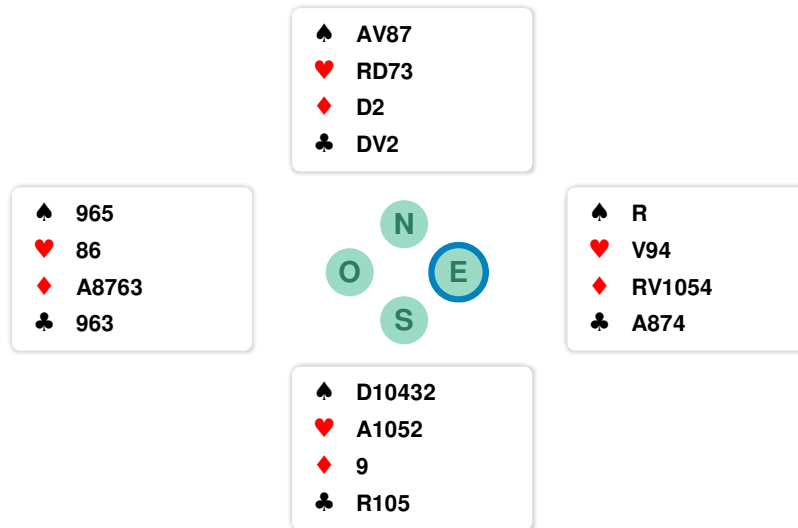 ♠ AV87
♥ RD73
♦ D2
♣ DV2
♠ 965
♥ 86
♦ A8763
♣ 963
N
O
E
S
♠ R
♥ V94
♦ RV1054
♣ A874
♠ D10432
♥ A1052
♦ 9
♣ R105